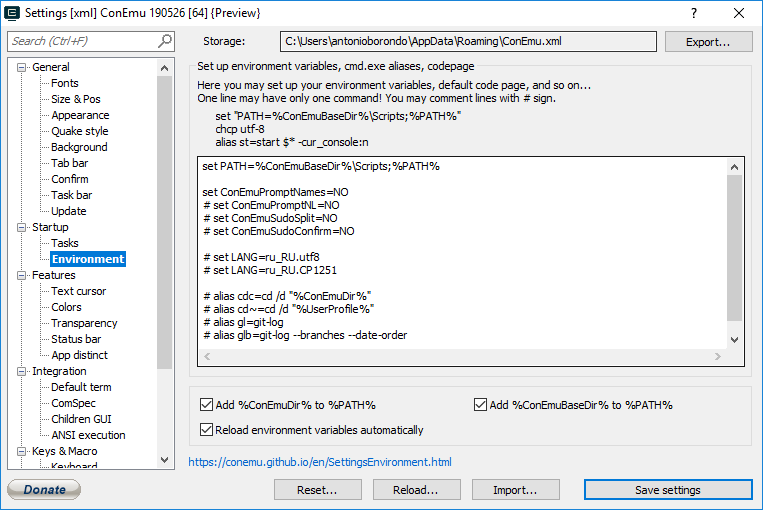 Settings [xml] ConEmu 190526 [64] {Preview}
Search (Ctrl+F)
Storage:
C:\Users\antonioborondo\AppData\Roaming\ConEmu.xml
Export...
General
Fonts
Size & Pos
Appearance
Quake style
Background
Tab bar
Confirm
Task bar
Update
Startup
Tasks
Environment
Features
Text cursor
Colors
Transparency
Status bar
App distinct
Integration
Default term
ComSpec
Children GUI
ANSI execution
Keys & Macro
Keyboard
Set up environment variables, cmd.exe aliases, codepage
Here you may set up your environment variables, default code page, and so on...
One line may have only one command! You may comment lines with # sign.
set "PATH=%ConEmuBaseDir%\Scripts;%PATH%"
chcp utf-8
alias st=start $* -cur_console:n
set PATH=%ConEmuBaseDir%\Scripts;%PATH%
set ConEmuPromptNames=NO
# set ConEmuPromptNL=NO
# set ConEmuSudoSplit=NO
# set ConEmuSudoConfirm=NO
# set LANG=ru_RU.utf8
# set LANG=ru_RU.CP1251
# alias cdc=cd /d "%ConEmuDir%"
# alias cd~=cd /d "%UserProfile%"
# alias gl=git-log
# alias glb=git-log --branches --date-order
Add %ConEmuDir% to %PATH%
Add %ConEmuBaseDir% to %PATH%
Reload environment variables automatically
https://conemu.github.io/en/SettingsEnvironment.html
Donate
Reset...
Reload...
Import...
Save settings